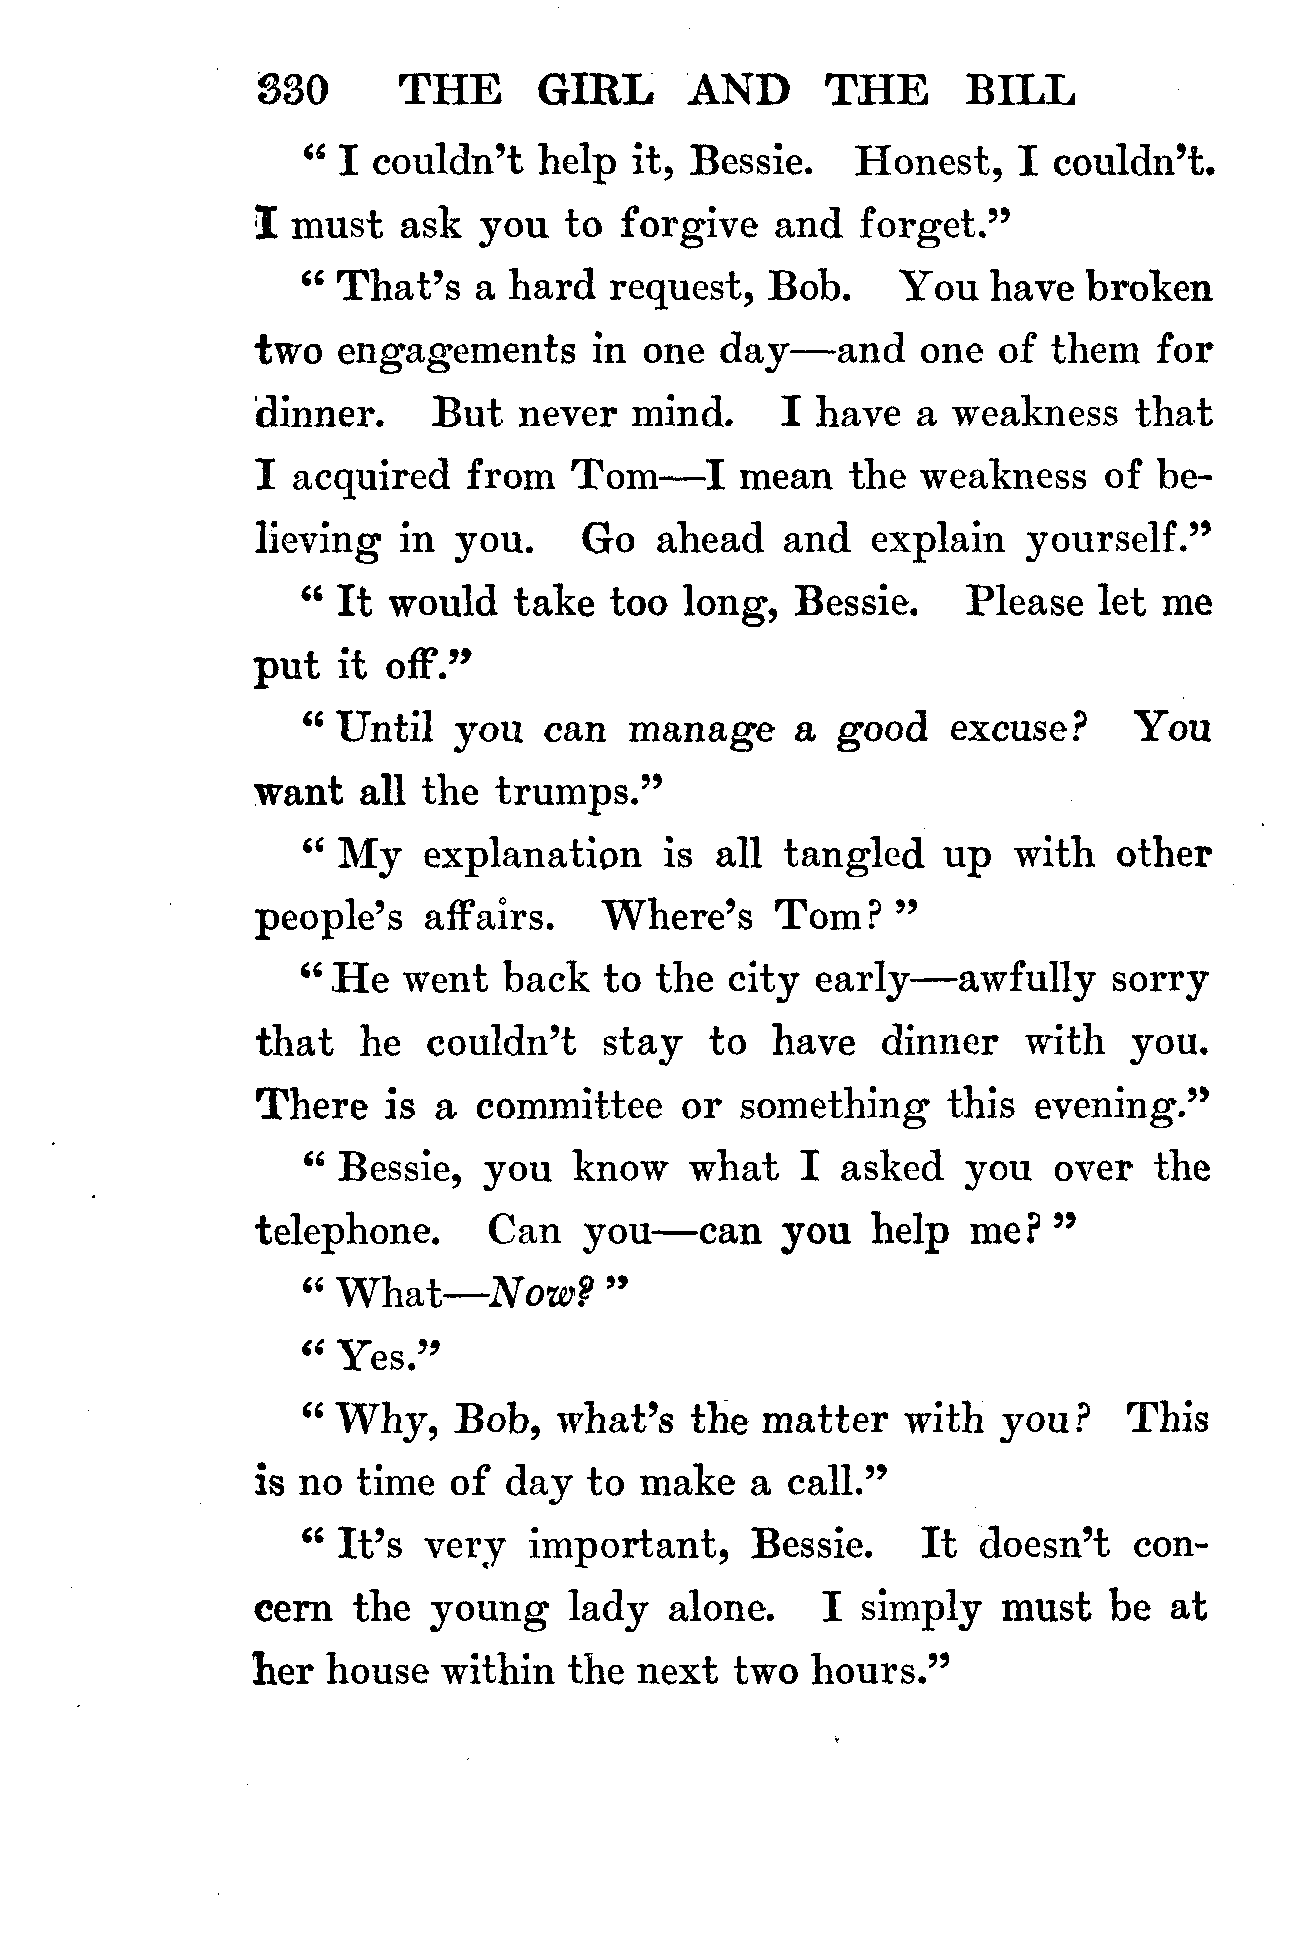 330 THE GIRL AND THE BILL
“ I couldn’t help it, Bessie. Honest, I couldn’t.
I must ask you to forgive and forget.”
“ That’s a hard request, Bob. You have broken
two engagements in one day—and one of them for
dinner. But never mind. I have a weakness that
I acquired from Tom—I mean the weakness of be-
lieving in you. Go ahead and explain yourself.”
“ It would take too long, Bessie. Please let me
put it off.”
“ Until you can manage a good excuse? You
want all the trumps.”
“ My explanation is all tangled up with other
people’s affairs. Where’s Tom? ”
“ He went back to the city early—awfully sorry
that he couldn’t stay to have dinner with you.
There is a committee or something this evening.”
“ Bessie, you know what I asked you over the
telephone. Can you—can you help me? ”
“ What—Now? ”
“ Yes.”
“ Why, Bob, what’s the matter with you? This
is no time of day to make a call.”
“ It’s very important, Bessie. It doesn’t con-
cern the young lady alone. I simply must be at
her house within the next two hours.”